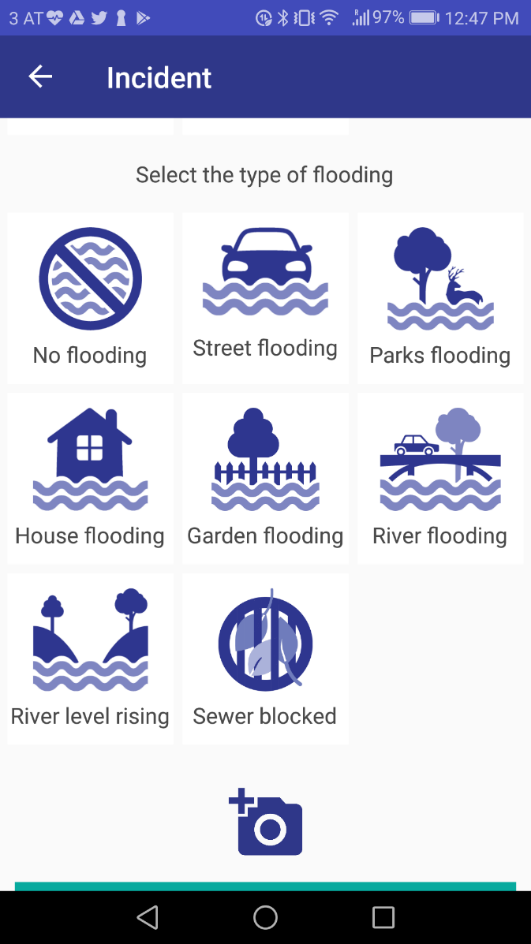 3 AT 97% 12:47 PM
Incident
Select the type of flooding
No flooding
Street flooding
Parks flooding
House flooding
Garden flooding
River flooding
River level rising
Sewer blocked